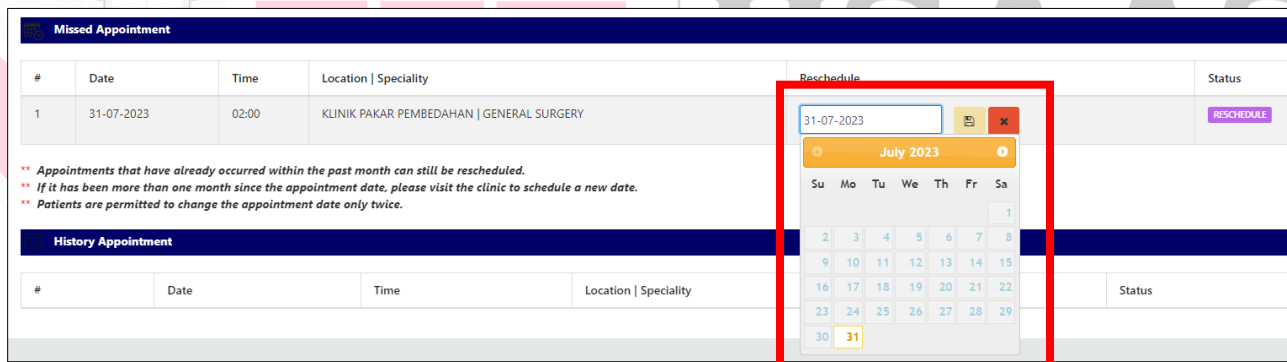 Missed Appointment
# Date Time Location | Speciality Reschedule Status
1 31-07-2023 02:00 KLINIK PAKAR PEMBEDAHAN | GENERAL SURGERY 31-07-2023 RESCHEDULE
July 2023
Su Mo Tu We Th Fr Sa
1
2 3 4 5 6 7 8
9 10 11 12 13 14 15
16 17 18 19 20 21 22
23 24 25 26 27 28 29
30 31
** Appointments that have already occurred within the past month can still be rescheduled.
** If it has been more than one month since the appointment date, please visit the clinic to schedule a new date.
** Patients are permitted to change the appointment date only twice.
History Appointment
# Date Time Location | Speciality Status